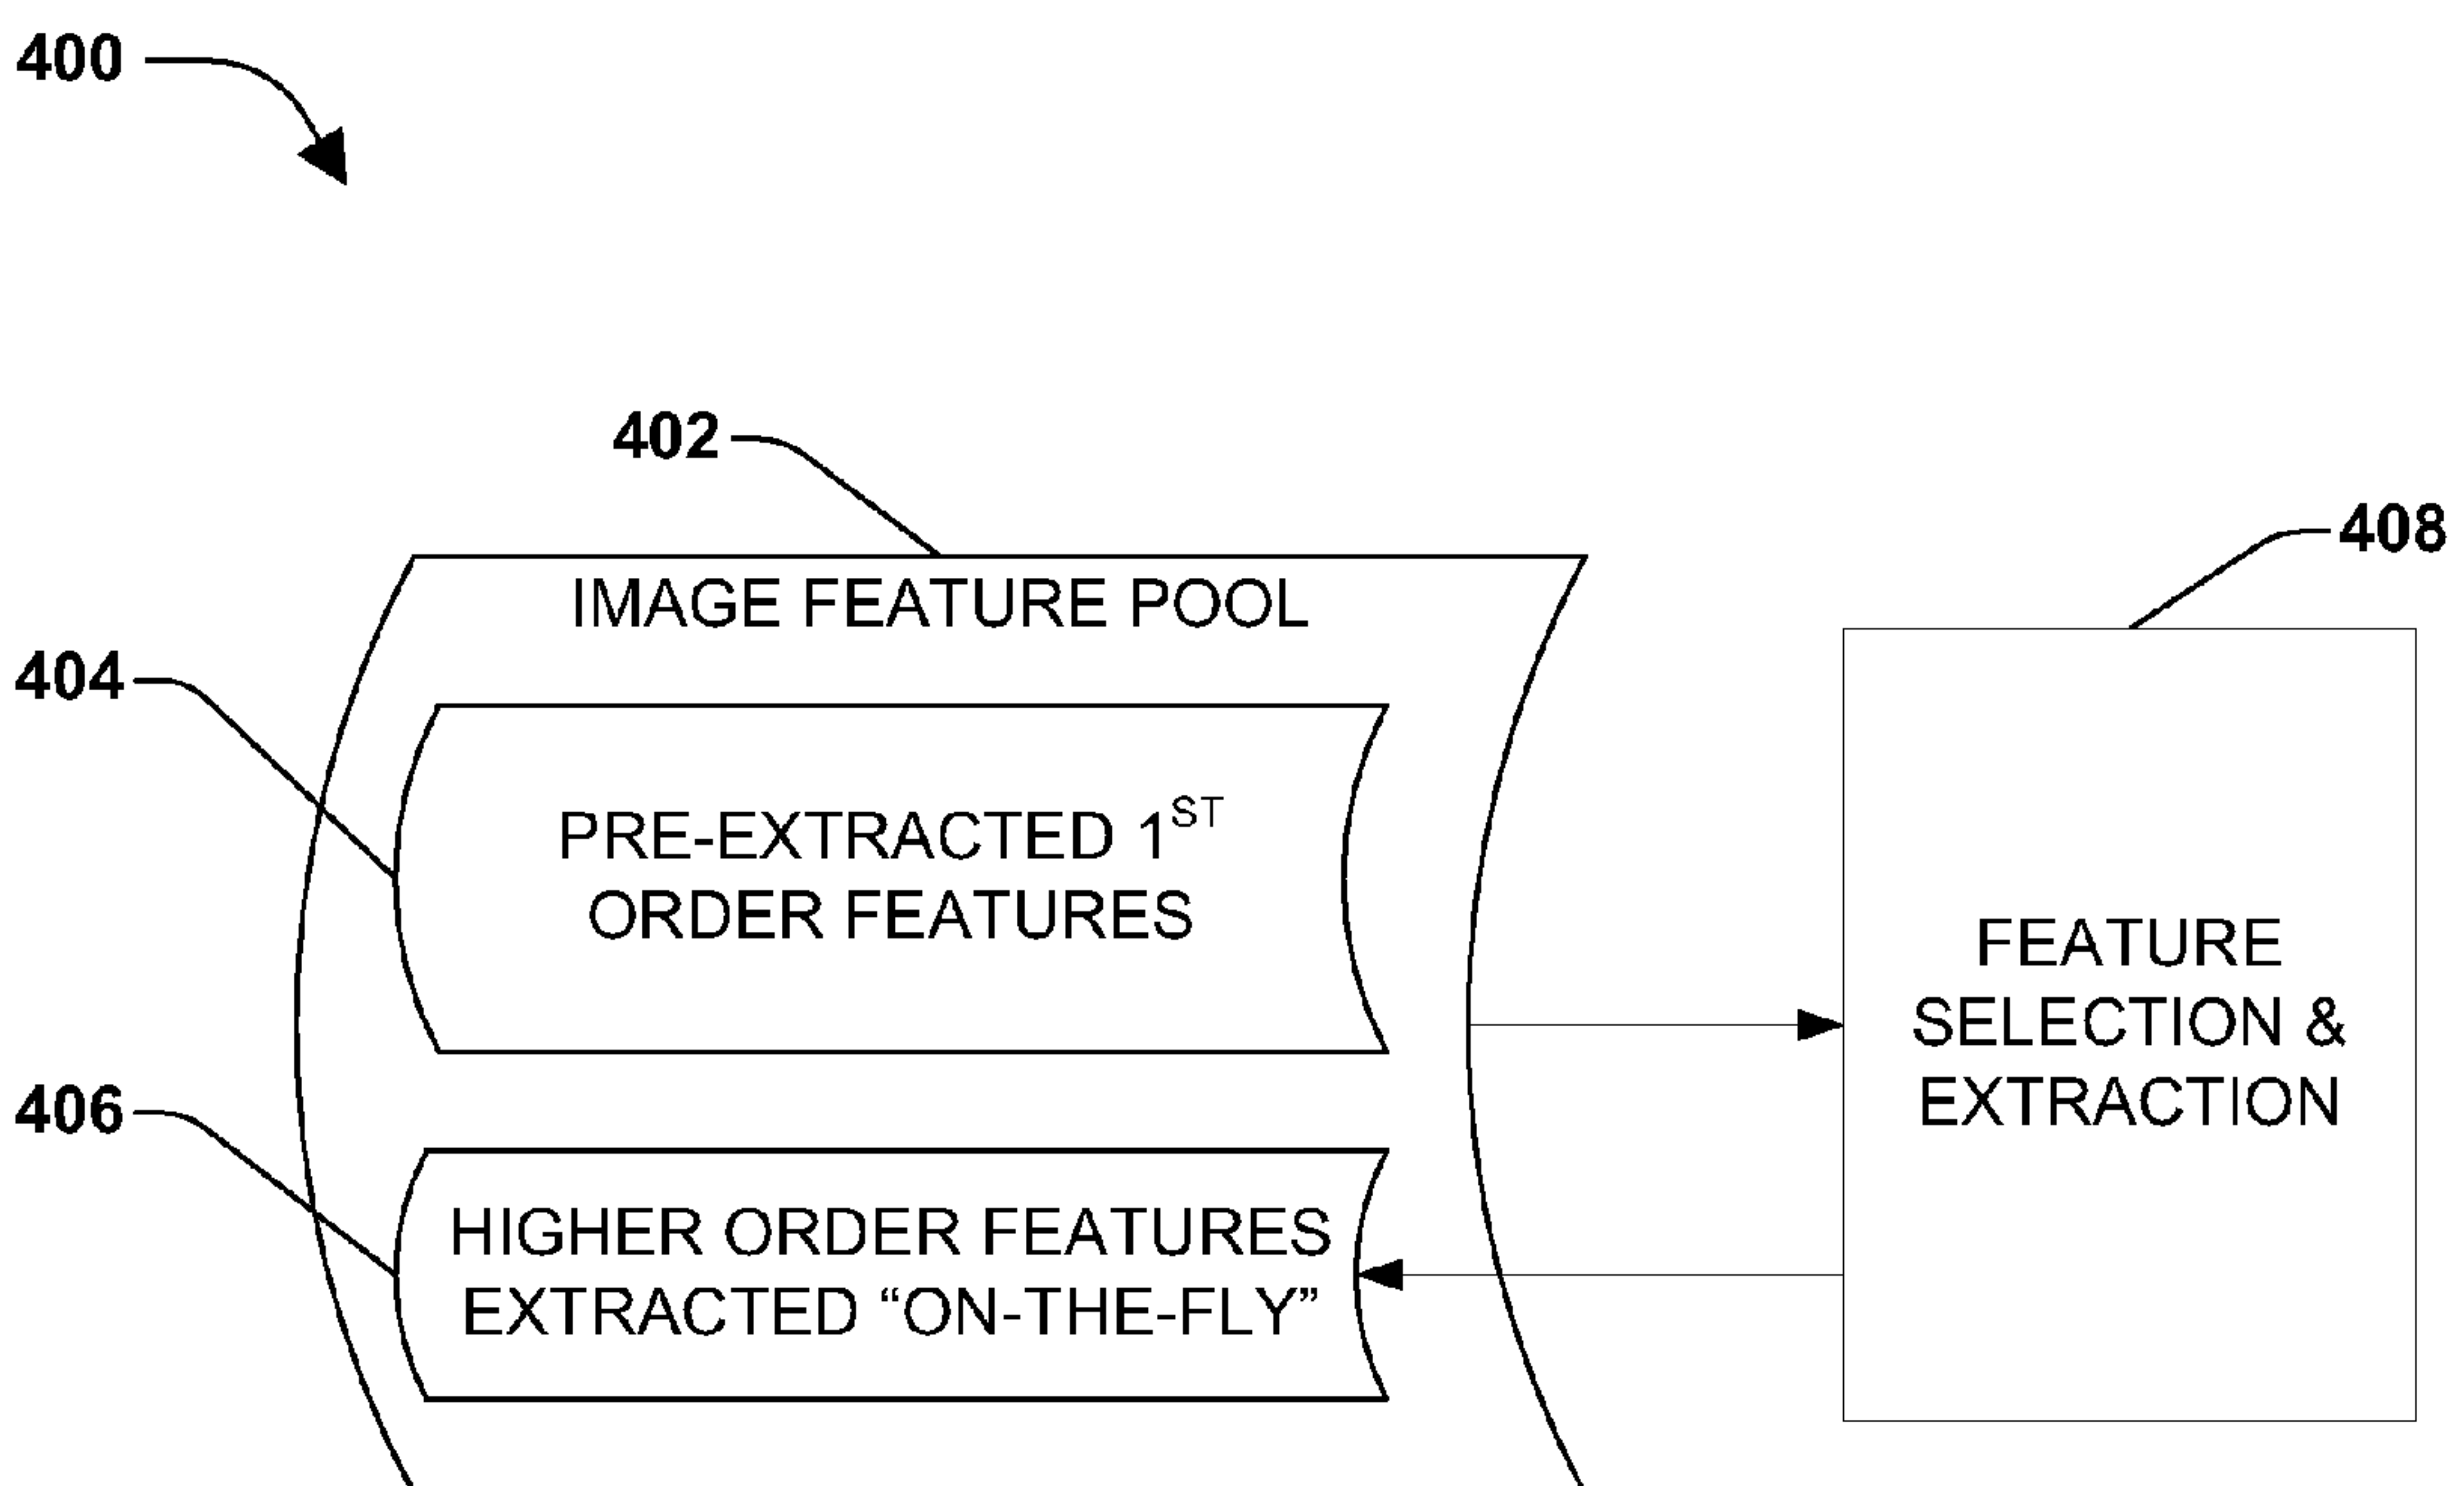 400
402
408
IMAGE FEATURE POOL
404
PRE-EXTRACTED 1ST
ORDER FEATURES
FEATURE
SELECTION &
EXTRACTION
406
HIGHER ORDER FEATURES
EXTRACTED “ON-THE-FLY”